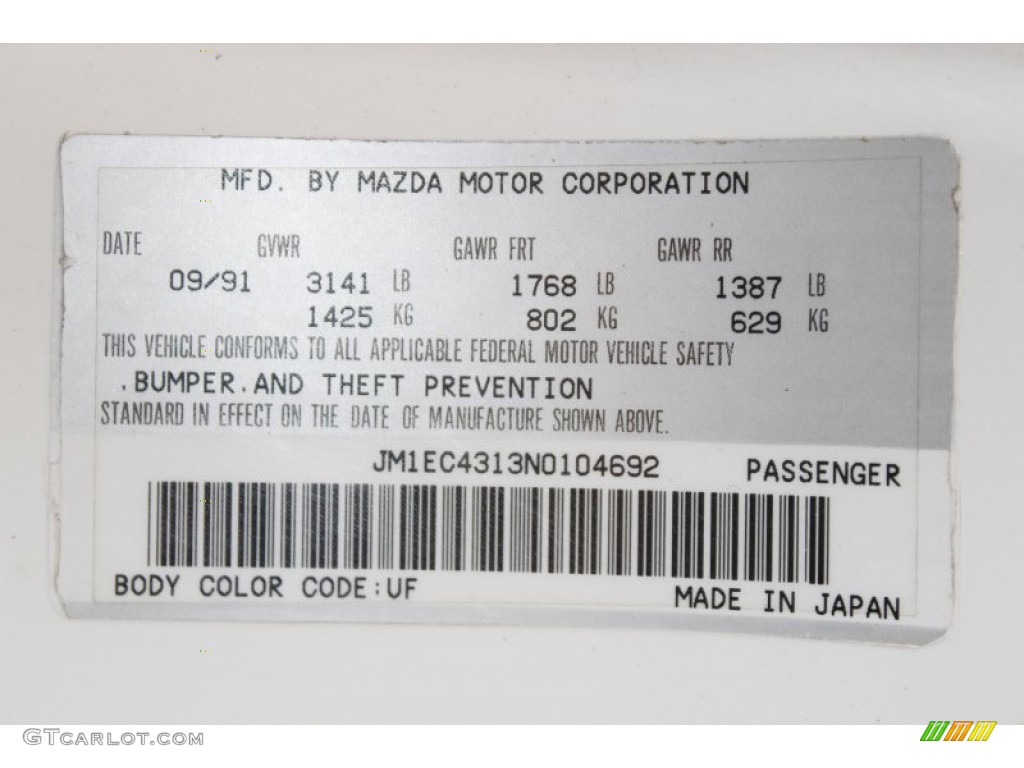 MFD. BY MAZDA MOTOR CORPORATION
DATE GVWR GAWR FRT GAWR RR
09/91 3141 LB 1768 LB 1387 LB
1425 KG 802 KG 629 KG
THIS VEHICLE CONFORMS TO ALL APPLICABLE FEDERAL MOTOR VEHICLE SAFETY
.BUMPER.AND THEFT PREVENTION
STANDARD IN EFFECT ON THE DATE OF MANUFACTURE SHOWN ABOVE.
JM1EC4313N0104692 PASSENGER
BODY COLOR CODE:UF MADE IN JAPAN
GTCARLOT.COM